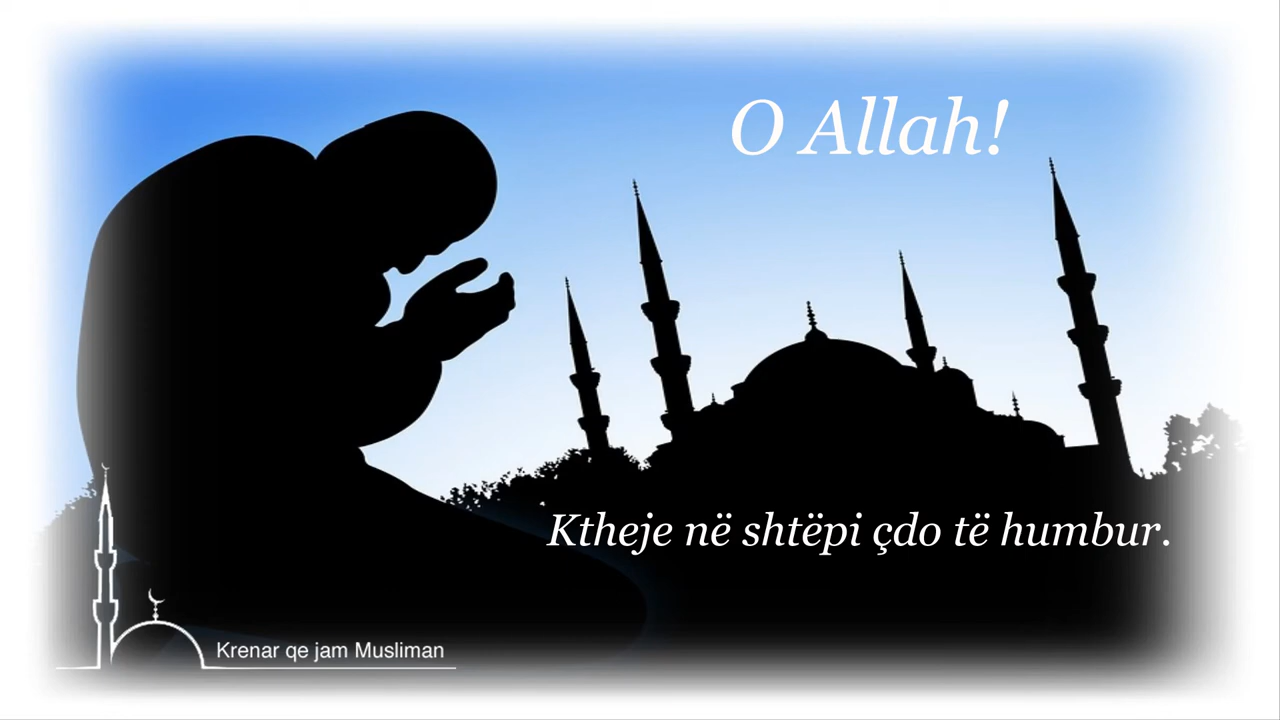 O Allah!
Ktheje në shtëpi çdo të humbur.
Krenar qe jam Musliman